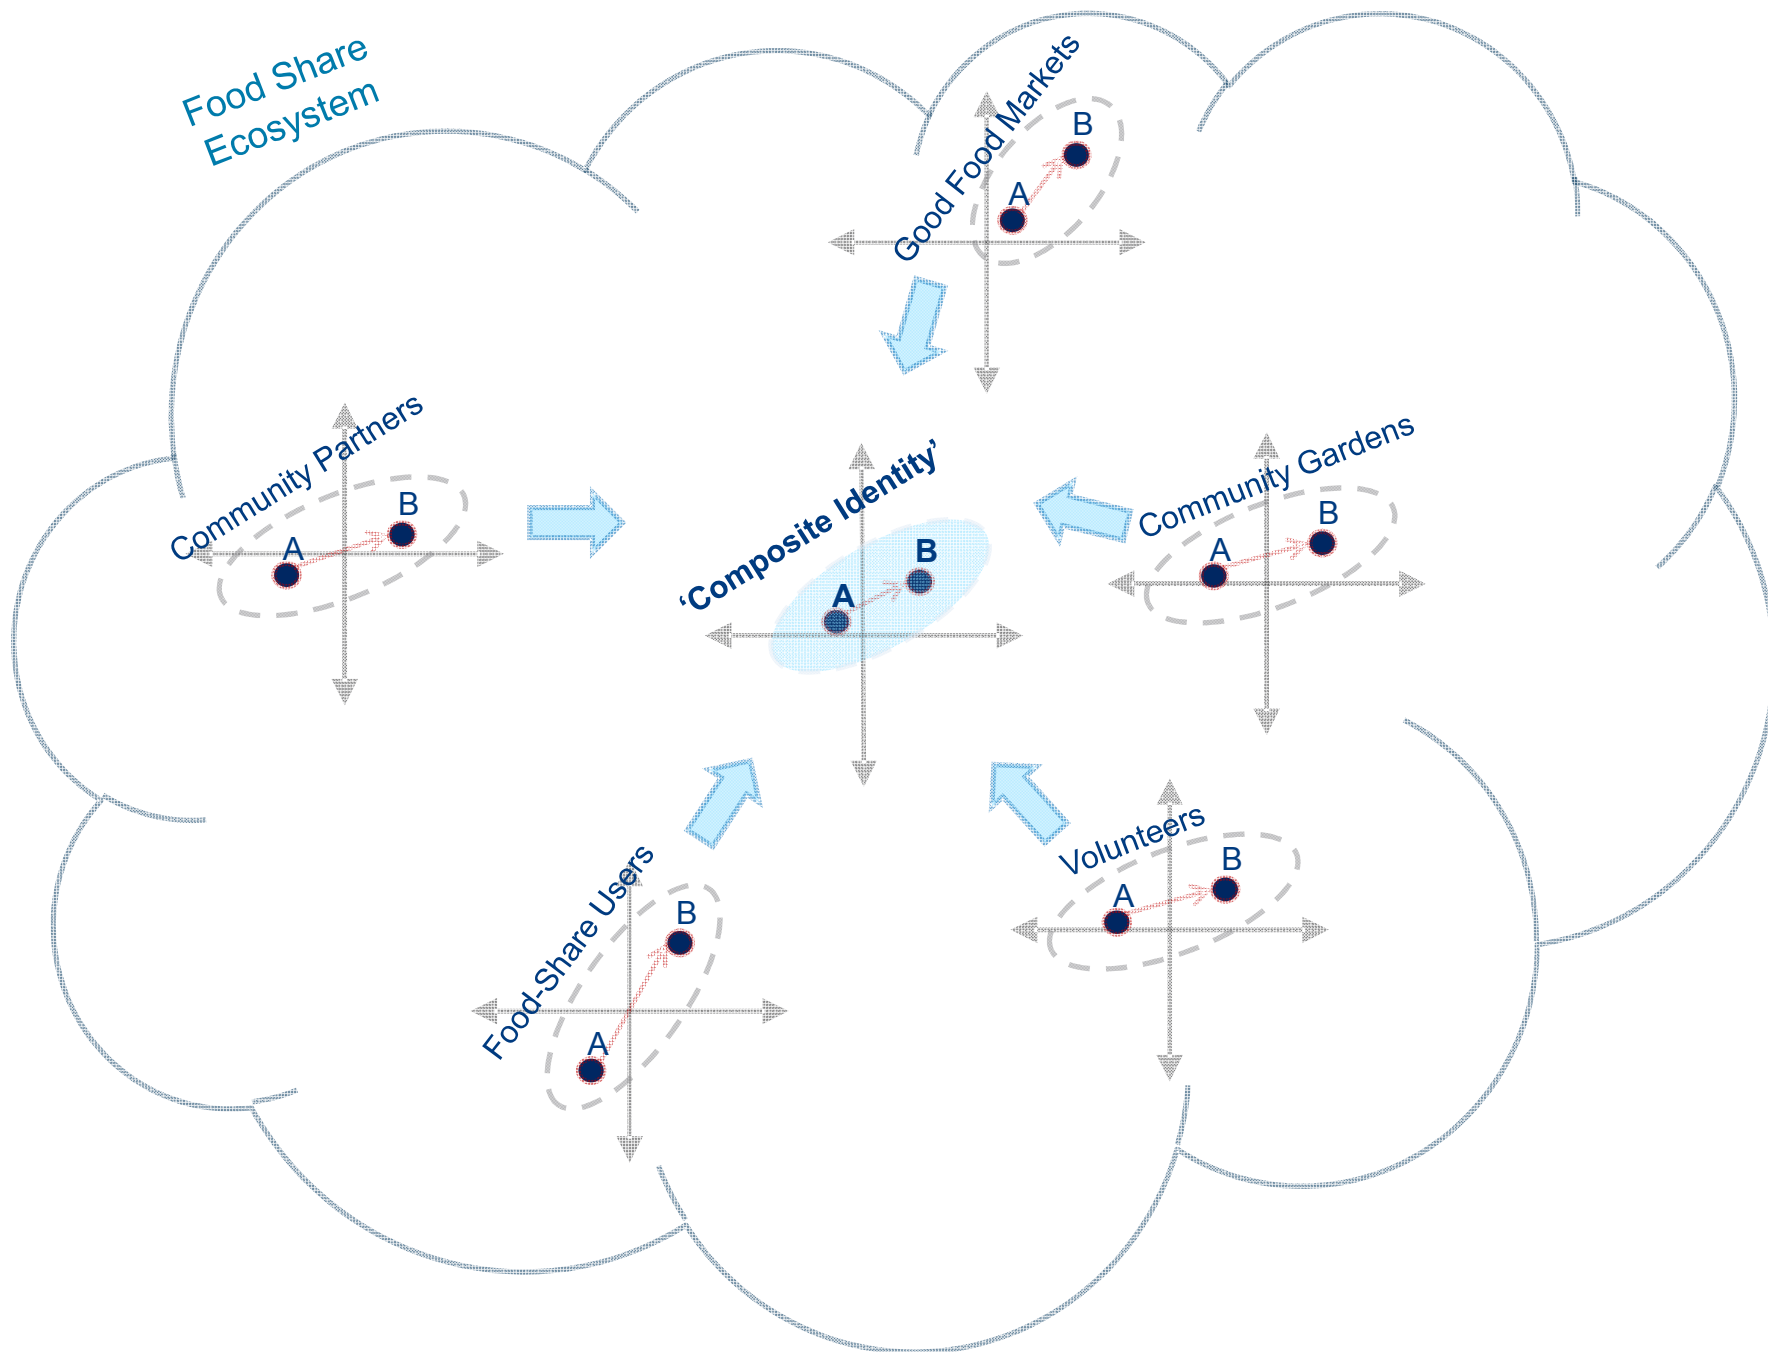 Food Share
Ecosystem
Good Food Markets
B
A
Community Partners
B
A
'Composite Identity'
B
A
Community Gardens
B
A
Food-Share Users
B
A
Volunteers
B
A